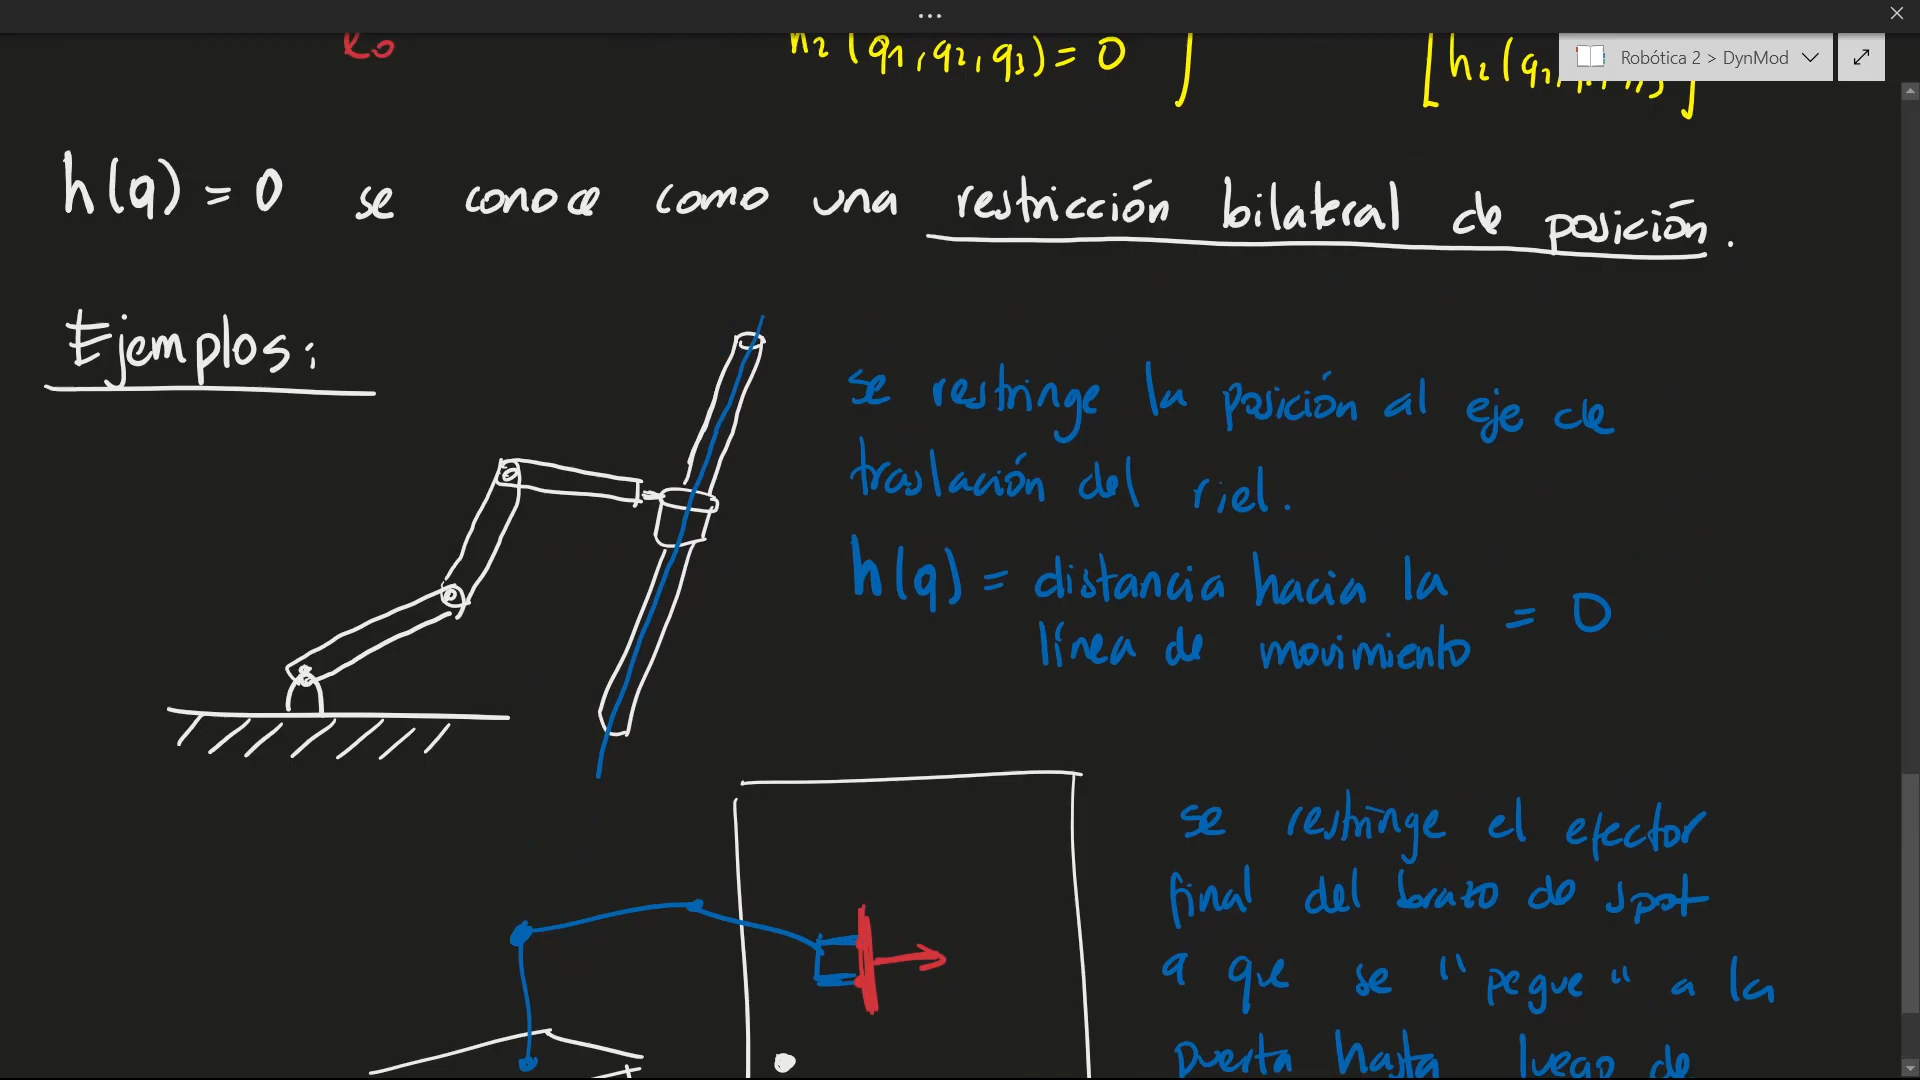 Robótica 2 > DynMod
h₂(q₁,q₂,q₃) = 0
h(q) = 0 se conoce como una restricción bilateral de posición.
Ejemplos:
se restringe la posición al eje de
traslación del riel.
h(q) = distancia hacia la
línea de movimiento = 0
se restringe el efector
final del brazo de spot
a que se "pegue" a la
puerta hasta luego de